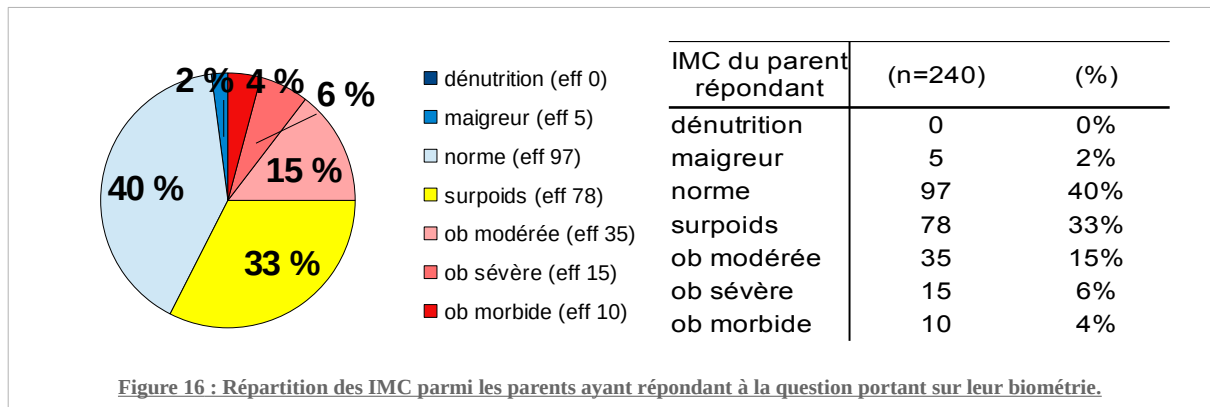 2 %
4 %
6 %
15 %
40 %
33 %
dénutrition (eff 0)
maigreur (eff 5)
norme (eff 97)
surpoids (eff 78)
ob modérée (eff 35)
ob sévère (eff 15)
ob morbide (eff 10)
IMC du parent répondant (n=240) (%)
dénutrition 0 0%
maigreur 5 2%
norme 97 40%
surpoids 78 33%
ob modérée 35 15%
ob sévère 15 6%
ob morbide 10 4%
Figure 16 : Répartition des IMC parmi les parents ayant répondant à la question portant sur leur biométrie.